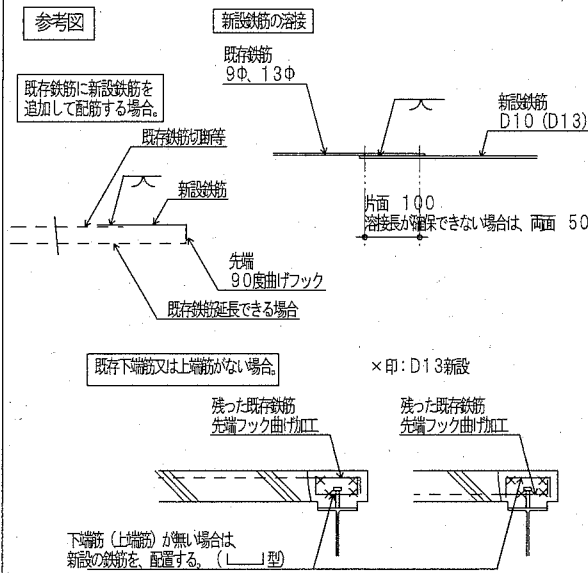 参考図
新設鉄筋の溶接
既存鉄筋
9Φ、13Φ
新設鉄筋
D10 (D13)
片面 100
溶接長が確保できない場合は、両面 50
既存鉄筋に新設鉄筋を
追加して配筋する場合。
既存鉄筋切断等
新設鉄筋
先端
90度曲げフック
既存鉄筋延長できる場合
既存下端筋又は上端筋がない場合。
×印:D13新設
残った既存鉄筋
先端フック曲げ加工
残った既存鉄筋
先端フック曲げ加工
下端筋(上端筋)が無い場合は、
新設の鉄筋を、配置する。( 型)